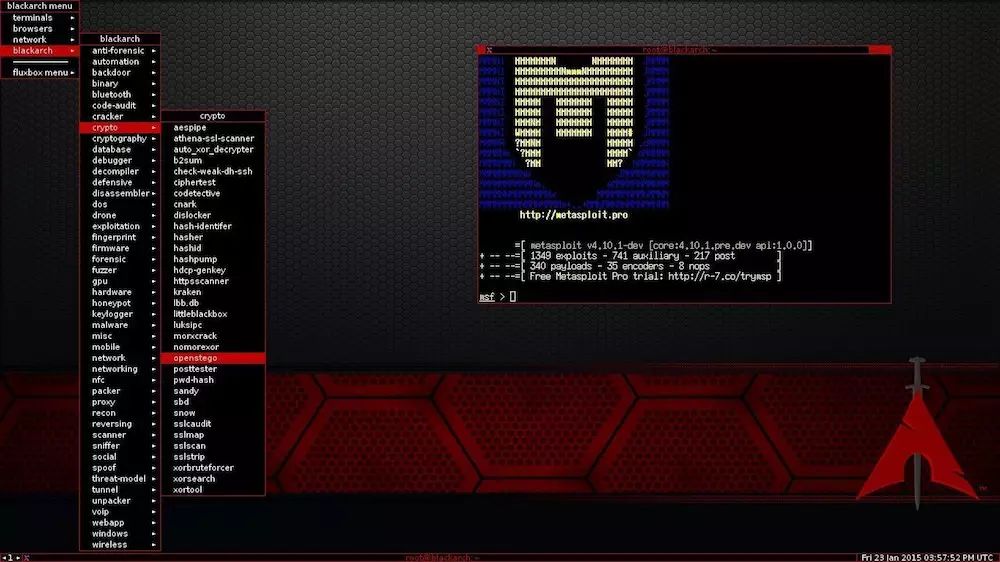 blackarch menu
terminals
browsers
network
blackarch
fluxbox menu
blackarch
anti-forensic
automation
backdoor
binary
bluetooth
code-audit
cracker
crypto
cryptography
database
debugger
decompiler
defensive
disassembler
dos
drone
exploitation
fingerprint
firmware
forensic
fuzzer
gpu
hardware
honeypot
keylogger
malware
misc
mobile
network
networking
nfc
packer
proxy
recon
reversing
scanner
sniffer
social
spoof
threat-model
tunnel
unpacker
voip
webapp
windows
wireless
crypto
aespipe
athena-ssl-scanner
auto_xor_decrypter
b2sum
check-weak-dh-ssh
ciphertest
codetective
cnark
dislocker
hash-identifer
hasher
hashid
hashpump
hdcp-genkey
httpsscanner
kraken
lbb.db
littleblackbox
luksipc
morxcrack
nomorexor
openstego
posttester
pwd-hash
sandy
sbd
snow
sslcaudit
sslmap
sslscan
sslstrip
xorbruteforcer
xorsearch
xortool
root@blackarch:~
http://metasploit.pro
=[ metasploit v4.10.1-dev [core:4.10.1.pre.dev api:1.0.0]]
+ -- --=[ 1349 exploits - 741 auxiliary - 217 post ]
+ -- --=[ 340 payloads - 35 encoders - 8 nops ]
+ -- --=[ Free Metasploit Pro trial: http://r-7.co/trymsp ]
msf >
1
root@blackarch:~
Fri 23 Jan 2015 03:57:52 PM UTC